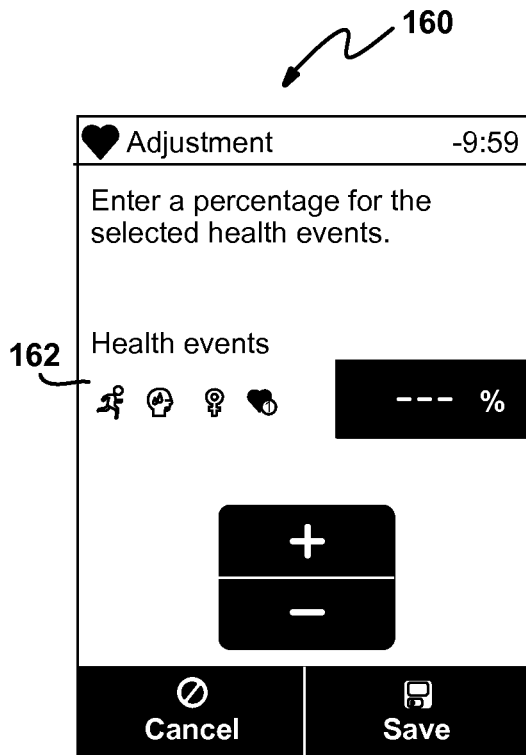 160
Adjustment -9:59
Enter a percentage for the
selected health events.
Health events
162
--- %
+
−
Cancel Save